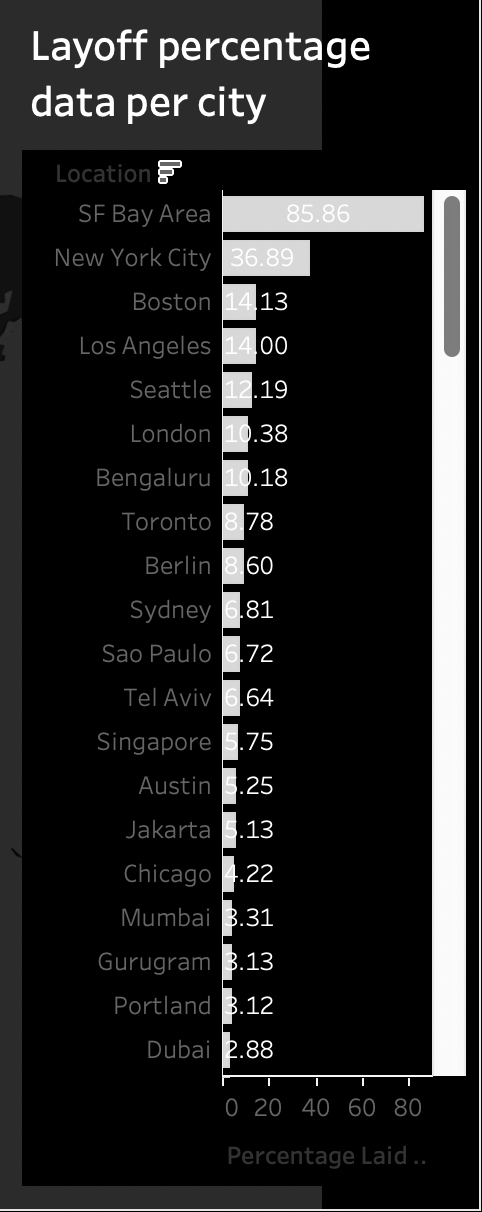 Layoff percentage
data per city
Location
SF Bay Area 85.86
New York City 36.89
Boston 14.13
Los Angeles 14.00
Seattle 12.19
London 10.38
Bengaluru 10.18
Toronto 8.78
Berlin 8.60
Sydney 6.81
Sao Paulo 6.72
Tel Aviv 6.64
Singapore 5.75
Austin 5.25
Jakarta 5.13
Chicago 4.22
Mumbai 3.31
Gurugram 3.13
Portland 3.12
Dubai 2.88
0 20 40 60 80
Percentage Laid ..